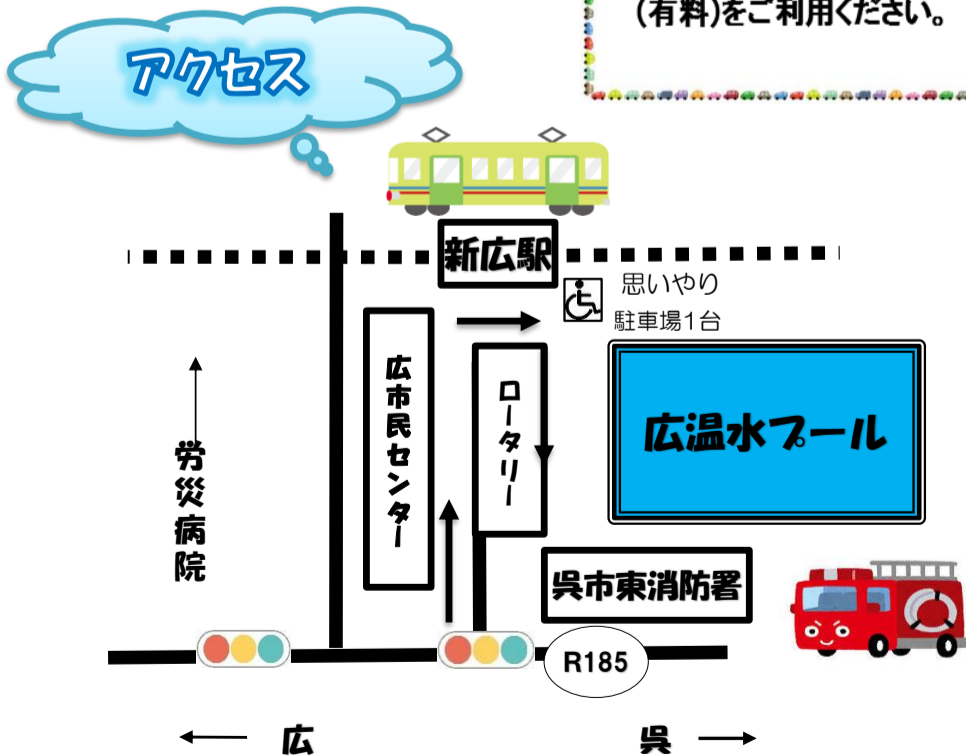 (有料)をご利用ください。
アクセス
新広駅
思いやり
駐車場1台
広市民センター
ロータリー
広温水プール
労災病院
呉市東消防署
R185
← 広
呉 →